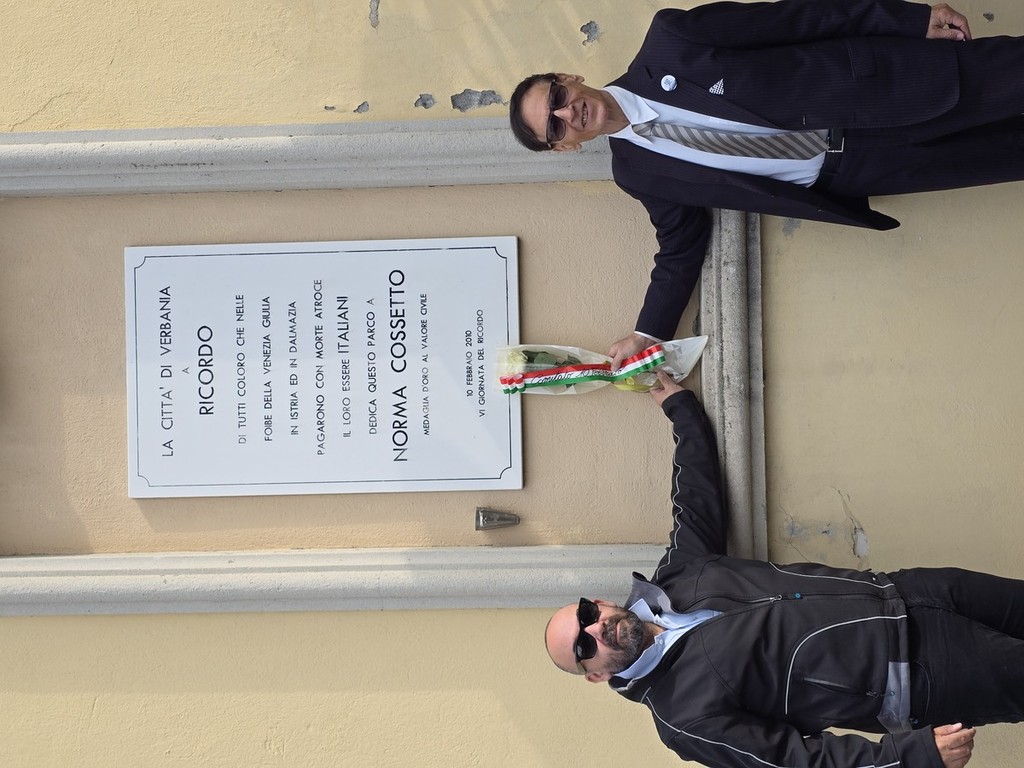 LA CITTA' DI VERBANIA
A
RICORDO
DI TUTTI COLORO CHE NELLE
FOIBE DELLA VENEZIA GIULIA
IN ISTRIA ED IN DALMAZIA
PAGARONO CON MORTE ATROCE
IL LORO ESSERE ITALIANI
DEDICA QUESTO PARCO A
NORMA COSSETTO
MEDAGLIA D'ORO AL VALORE CIVILE
10 FEBBRAIO 2010
VI GIORNATA DEL RICORDO
Comitato